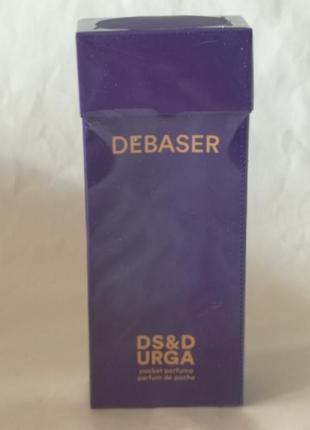 DEBASER
DS&D
URGA
pocket perfume
parfum de poche